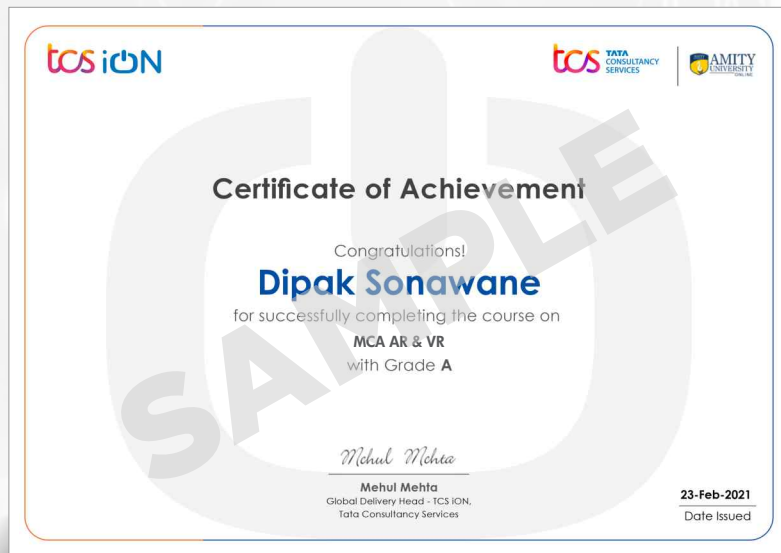 tcs iON
tcs TATA CONSULTANCY SERVICES
AMITY UNIVERSITY
Certificate of Achievement
Congratulations!
Dipak Sonawane
for successfully completing the course on
MCA AR & VR
with Grade A
SAMPLE
Mehul Mehta
Mehul Mehta
Global Delivery Head - TCS iON,
Tata Consultancy Services
23-Feb-2021
Date Issued